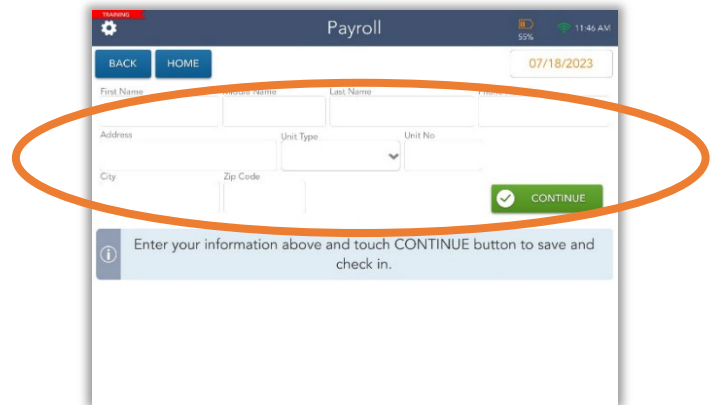 TRAINING
Payroll
55%
11:46 AM
BACK
HOME
07/18/2023
First Name
Middle Name
Last Name
Address
Unit Type
Unit No
City
Zip Code
CONTINUE
Enter your information above and touch CONTINUE button to save and
check in.